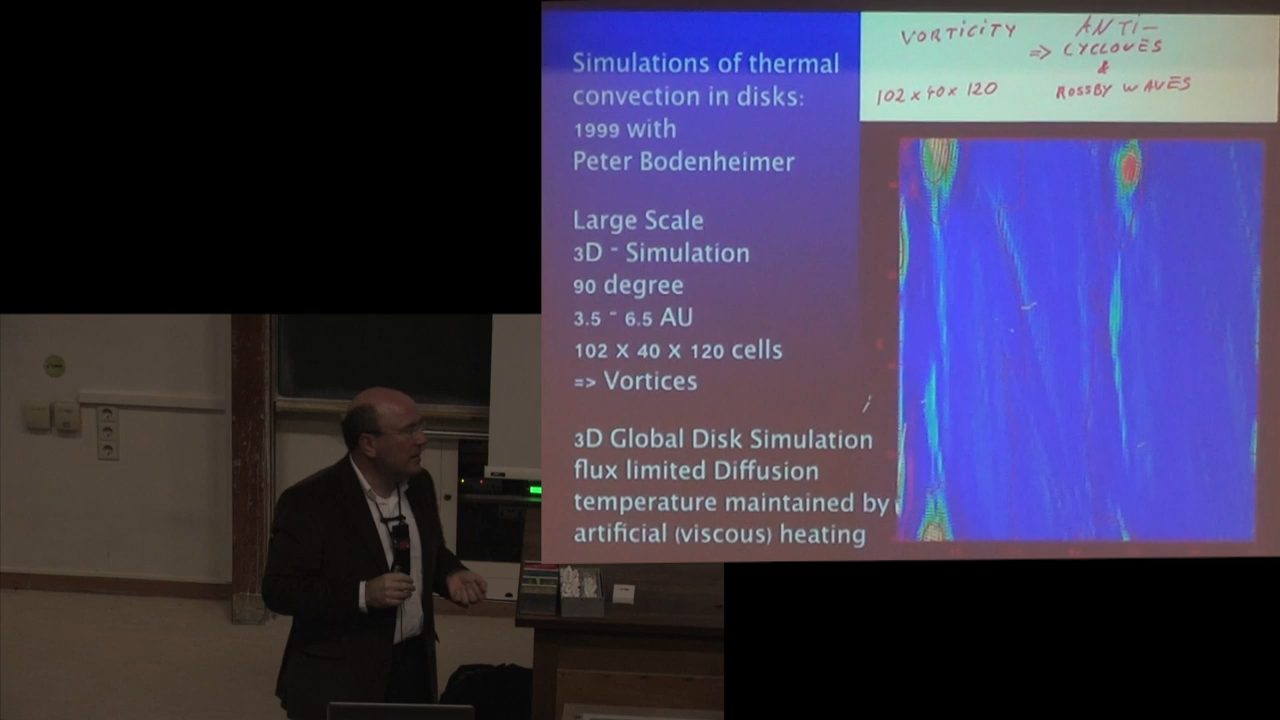 Simulations of thermal
convection in disks:
1999 with
Peter Bodenheimer
Large Scale
3D - Simulation
90 degree
3.5 - 6.5 AU
102 x 40 x 120 cells
=> Vortices
3D Global Disk Simulation
flux limited Diffusion
temperature maintained by
artificial (viscous) heating
VORTICITY
102 x 40 x 120
ANTI-
=> CYCLOVES
&
ROSSBY WAVES